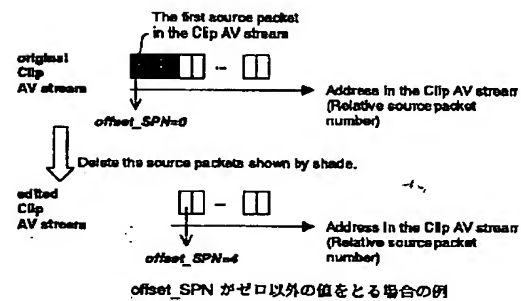 The first source packet
in the Clip AV stream
original
Clip
AV stream
offset_SPN=0
Address in the Clip AV stream
(Relative source packet
number)
Delete the source packets shown by shade.
edited
Clip
AV stream
offset_SPN=4
Address in the Clip AV stream
(Relative source packet
number)
offset_SPN がゼロ以外の値をとる場合の例